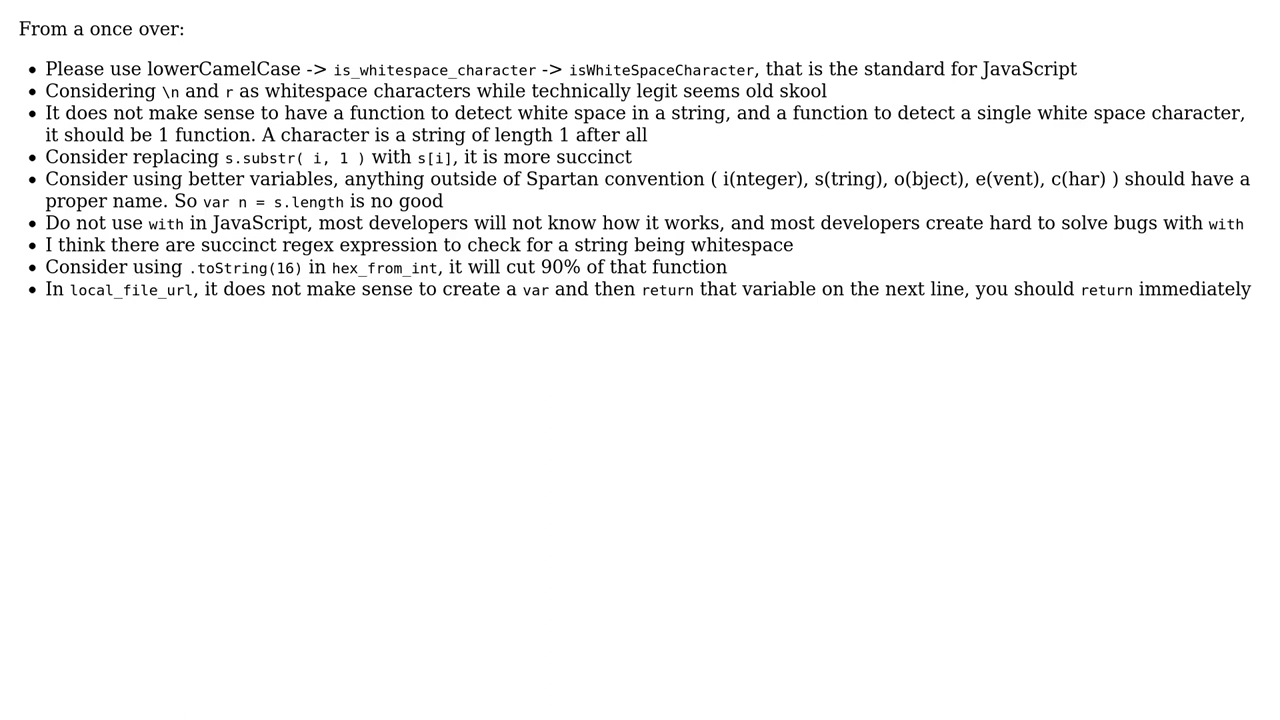 From a once over:
• Please use lowerCamelCase -> is_whitespace_character -> isWhiteSpaceCharacter, that is the standard for JavaScript
• Considering \n and r as whitespace characters while technically legit seems old skool
• It does not make sense to have a function to detect white space in a string, and a function to detect a single white space character,
it should be 1 function. A character is a string of length 1 after all
• Consider replacing s.substr( i, 1 ) with s[i], it is more succinct
• Consider using better variables, anything outside of Spartan convention ( i(nteger), s(tring), o(bject), e(vent), c(har) ) should have a
proper name. So var n = s.length is no good
• Do not use with in JavaScript, most developers will not know how it works, and most developers create hard to solve bugs with with
• I think there are succinct regex expression to check for a string being whitespace
• Consider using .toString(16) in hex_from_int, it will cut 90% of that function
• In local_file_url, it does not make sense to create a var and then return that variable on the next line, you should return immediately